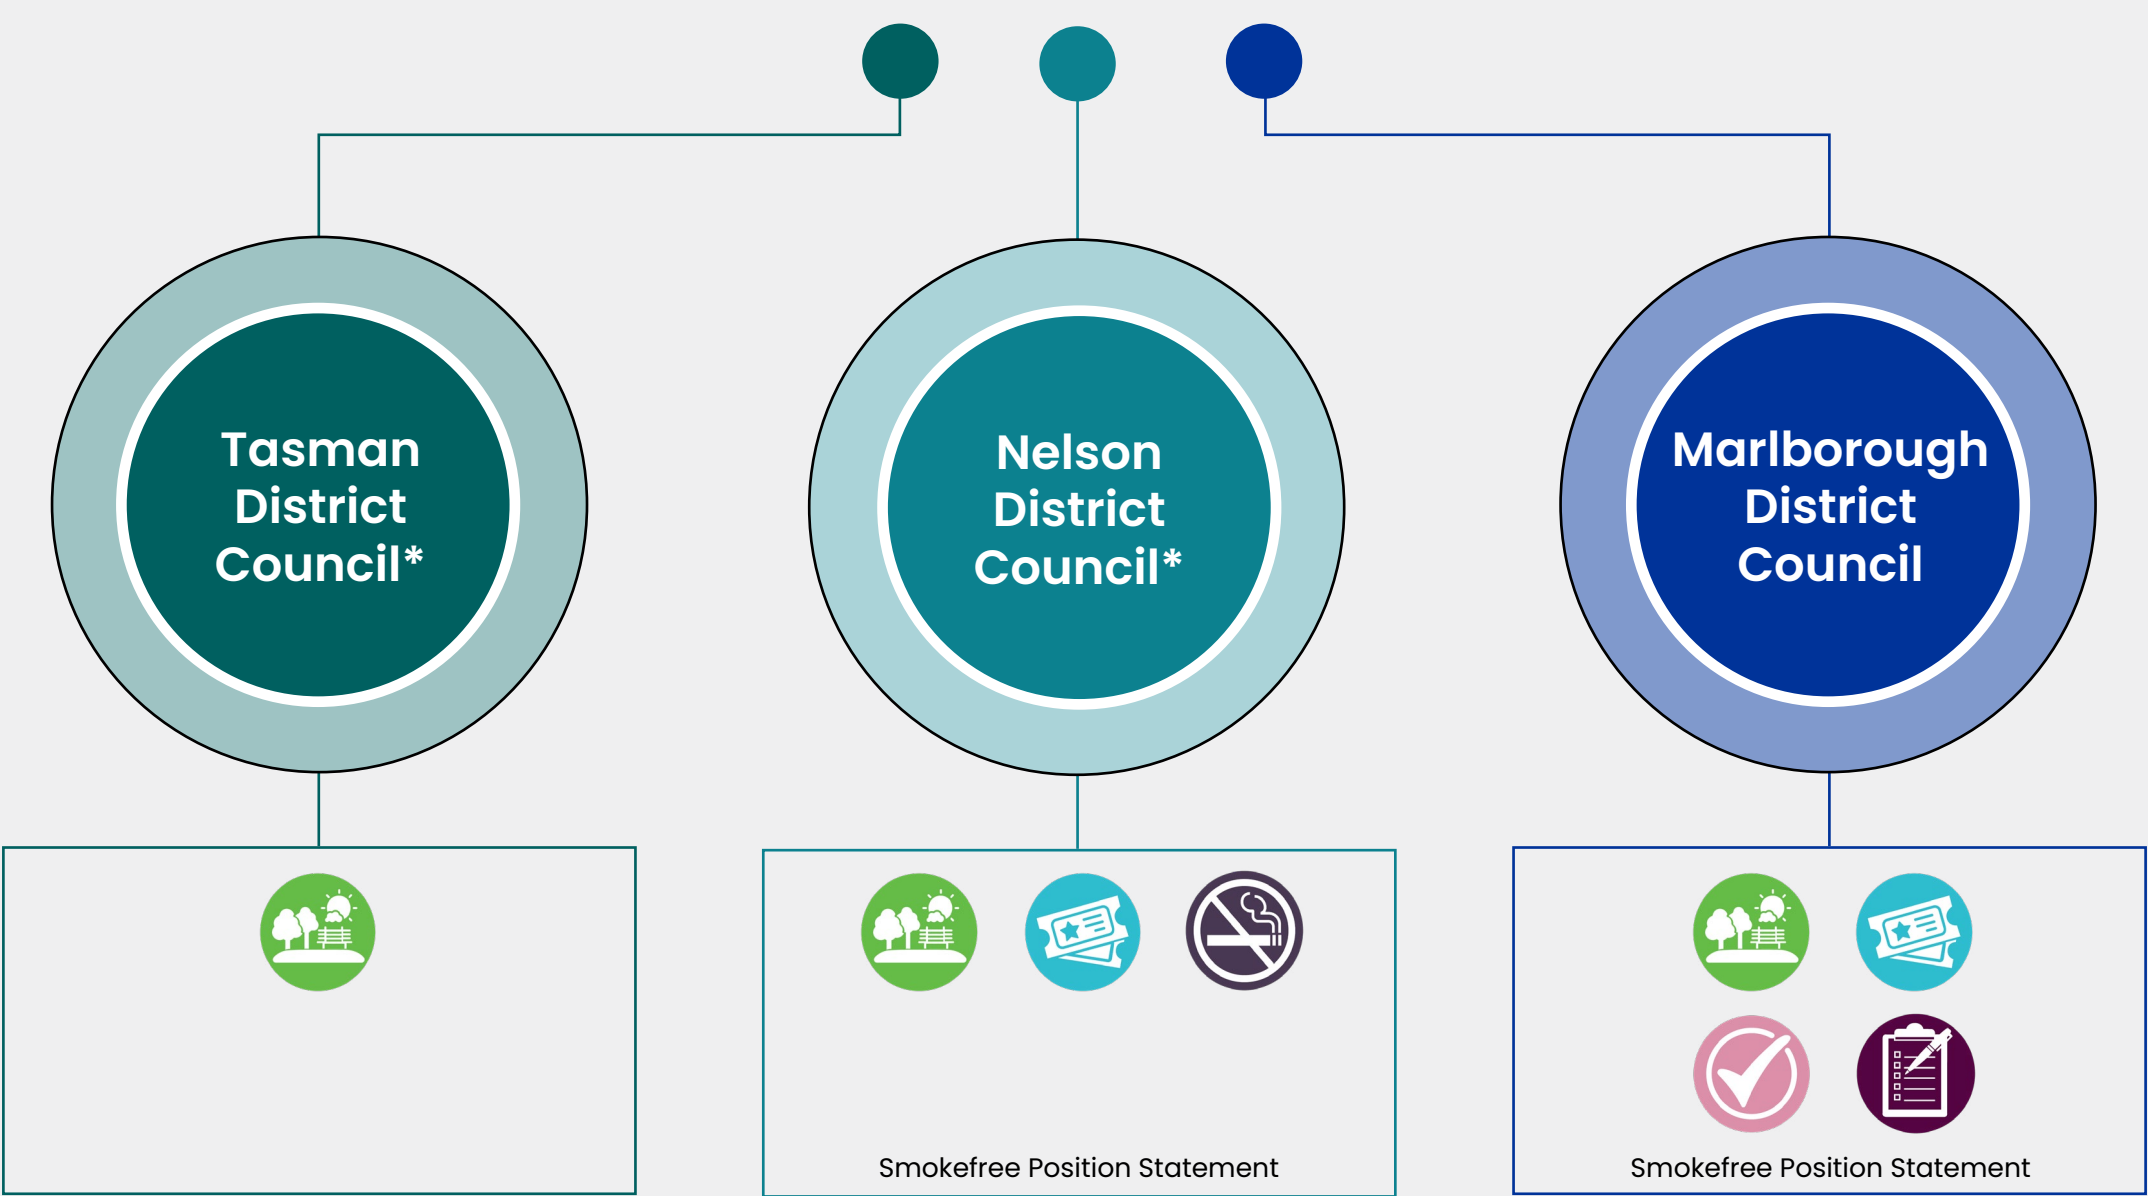 Tasman
District
Council*
Nelson
District
Council*
Marlborough
District
Council
Smokefree Position Statement
Smokefree Position Statement